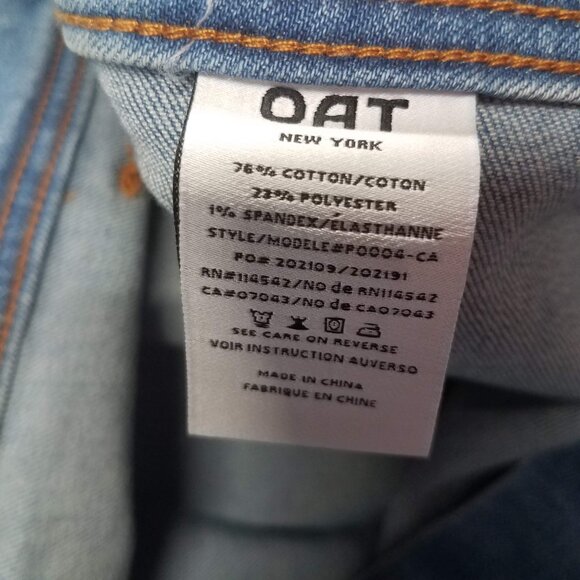 OAT
NEW YORK
76% COTTON/COTON
23% POLYESTER
1% SPANDEX/ÉLASTHANNE
STYLE/MODELE#P0004-CA
PO# 202109/202191
RN#114542/NO de RN114542
CA#07043/NO de CA07043
SEE CARE ON REVERSE
VOIR INSTRUCTION AUVERSO
MADE IN CHINA
FABRIQUE EN CHINE